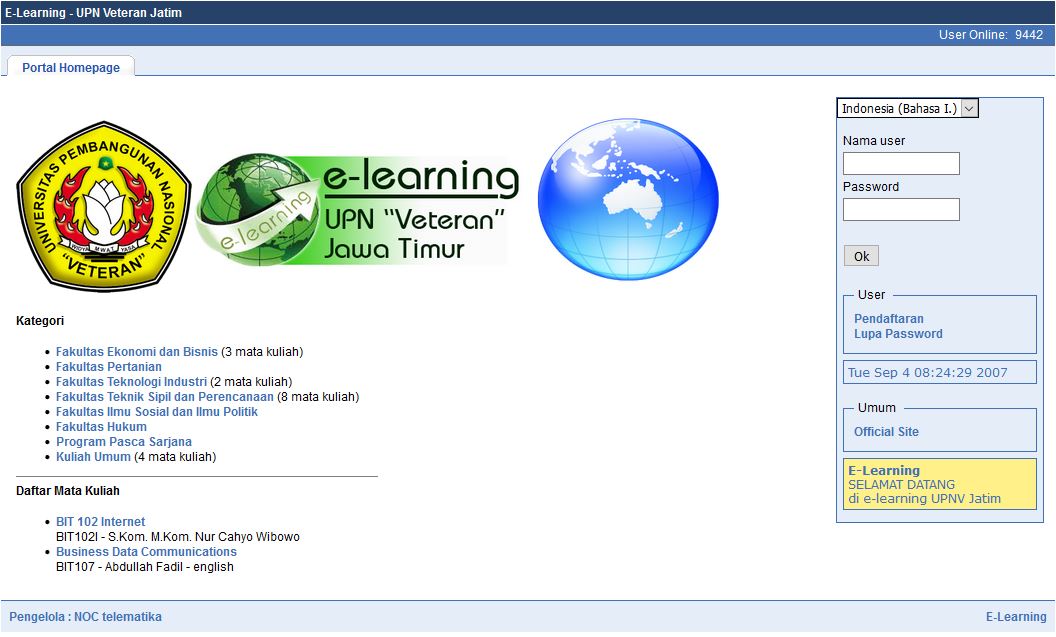 E-Learning - UPN Veteran Jatim
User Online: 9442
Portal Homepage
UNIVERSITAS PEMBANGUNAN NASIONAL
WIDYA MWAT YASA
"VETERAN"
e-learning
e-learning
UPN "Veteran"
Jawa Timur
Indonesia (Bahasa I.)
Nama user
Password
Ok
User
Pendaftaran
Lupa Password
Tue Sep 4 08:24:29 2007
Umum
Official Site
E-Learning
SELAMAT DATANG
di e-learning UPNV Jatim
Kategori
Fakultas Ekonomi dan Bisnis (3 mata kuliah)
Fakultas Pertanian
Fakultas Teknologi Industri (2 mata kuliah)
Fakultas Teknik Sipil dan Perencanaan (8 mata kuliah)
Fakultas Ilmu Sosial dan Ilmu Politik
Fakultas Hukum
Program Pasca Sarjana
Kuliah Umum (4 mata kuliah)
Daftar Mata Kuliah
BIT 102 Internet
BIT102I - S.Kom. M.Kom. Nur Cahyo Wibowo
Business Data Communications
BIT107 - Abdullah Fadil - english
Pengelola : NOC telematika
E-Learning